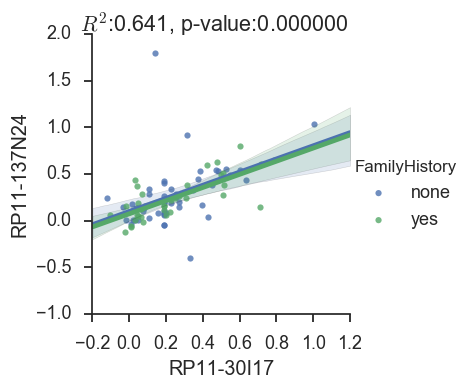 R²:0.641, p-value:0.000000
2.0
1.5
1.0
0.5
0.0
−0.5
−1.0
RP11-137N24
−0.2 0.0 0.2 0.4 0.6 0.8 1.0 1.2
RP11-30I17
FamilyHistory
none
yes